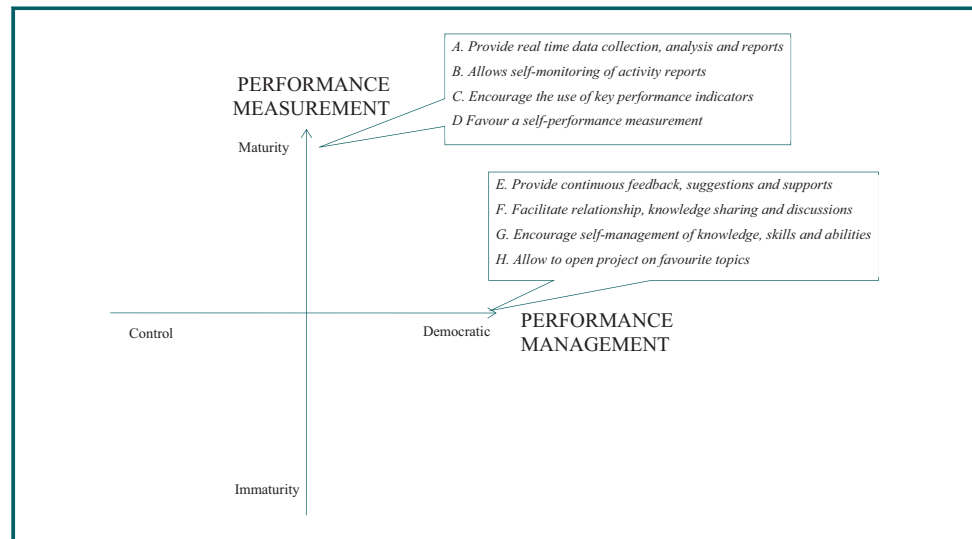 A. Provide real time data collection, analysis and reports
B. Allows self-monitoring of activity reports
C. Encourage the use of key performance indicators
D Favour a self-performance measurement
PERFORMANCE
MEASUREMENT
Maturity
E. Provide continuous feedback, suggestions and supports
F. Facilitate relationship, knowledge sharing and discussions
G. Encourage self-management of knowledge, skills and abilities
H. Allow to open project on favourite topics
Control
Democratic
PERFORMANCE
MANAGEMENT
Immaturity